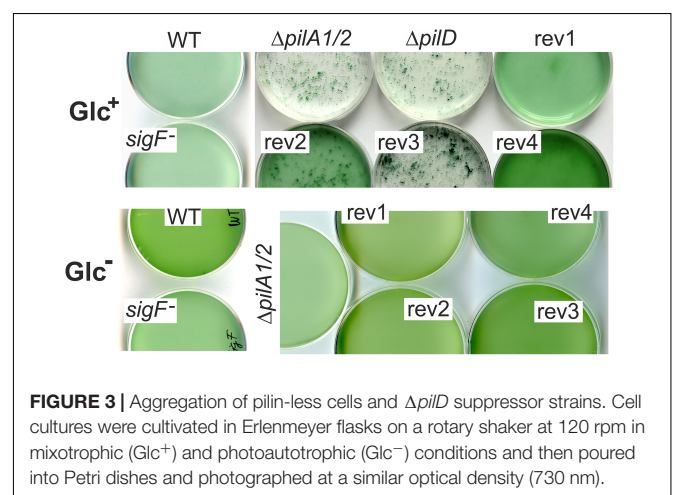 WT ΔpilA1/2 ΔpilD rev1
Glc+
sigF- rev2 rev3 rev4
WT WT rev1 rev4
Glc-
ΔpilA1/2
sigF- rev2 rev3
FIGURE 3 | Aggregation of pilin-less cells and ΔpilD suppressor strains. Cell
cultures were cultivated in Erlenmeyer flasks on a rotary shaker at 120 rpm in
mixotrophic (Glc+) and photoautotrophic (Glc−) conditions and then poured
into Petri dishes and photographed at a similar optical density (730 nm).